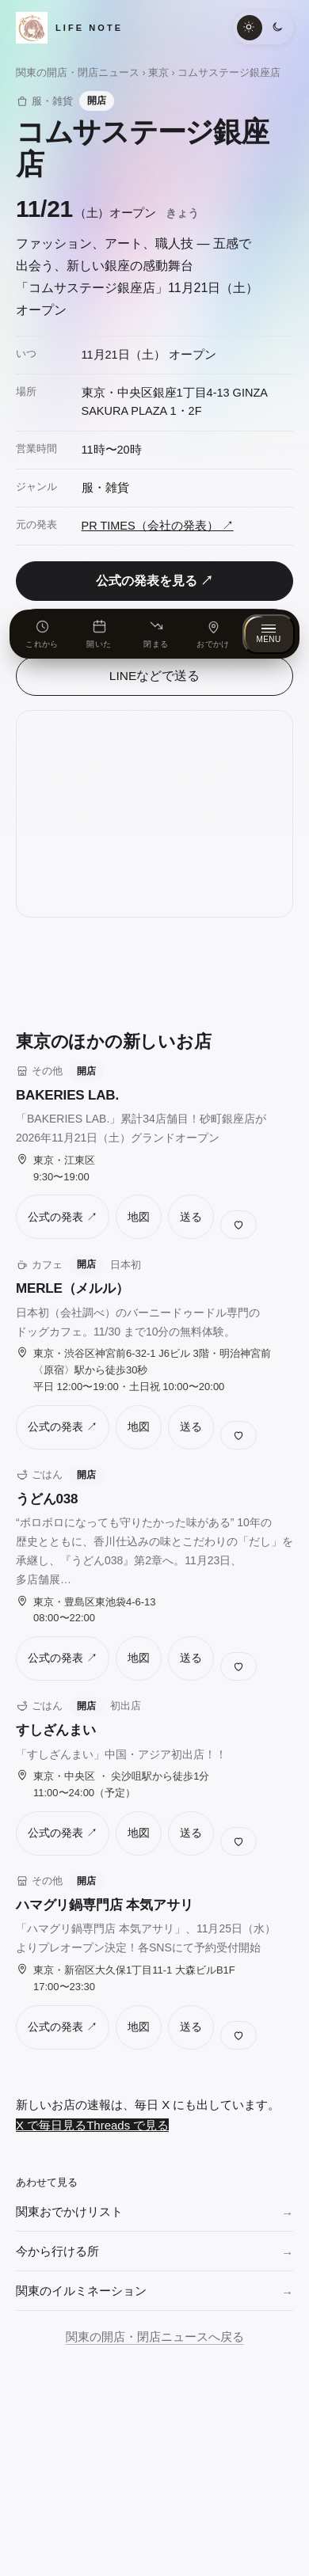 LIFE NOTE
関東の開店・閉店ニュース › 東京 › コムサステージ銀座店
服・雑貨 開店
コムサステージ銀座
店
11/21（土）オープン きょう
ファッション、アート、職人技 — 五感で
出会う、新しい銀座の感動舞台
「コムサステージ銀座店」11月21日（土）
オープン
いつ 11月21日（土） オープン
場所 東京・中央区銀座1丁目4-13 GINZA
SAKURA PLAZA 1・2F
営業時間 11時〜20時
ジャンル 服・雑貨
元の発表 PR TIMES（会社の発表） ↗
公式の発表を見る ↗
これから 開いた 閉まる おでかけ MENU
LINEなどで送る
東京のほかの新しいお店
その他 開店
BAKERIES LAB.
「BAKERIES LAB.」累計34店舗目！砂町銀座店が
2026年11月21日（土）グランドオープン
東京・江東区
9:30〜19:00
公式の発表 ↗ 地図 送る
カフェ 開店 日本初
MERLE（メルル）
日本初（会社調べ）のバーニードゥードル専門の
ドッグカフェ。11/30 まで10分の無料体験。
東京・渋谷区神宮前6-32-1 J6ビル 3階・明治神宮前
〈原宿〉駅から徒歩30秒
平日 12:00〜19:00・土日祝 10:00〜20:00
公式の発表 ↗ 地図 送る
ごはん 開店
うどん038
“ボロボロになっても守りたかった味がある” 10年の
歴史とともに、香川仕込みの味とこだわりの「だし」を
承継し、『うどん038』第2章へ。11月23日、
多店舗展…
東京・豊島区東池袋4-6-13
08:00〜22:00
公式の発表 ↗ 地図 送る
ごはん 開店 初出店
すしざんまい
「すしざんまい」中国・アジア初出店！！
東京・中央区 ・ 尖沙咀駅から徒歩1分
11:00〜24:00（予定）
公式の発表 ↗ 地図 送る
その他 開店
ハマグリ鍋専門店 本気アサリ
「ハマグリ鍋専門店 本気アサリ」、11月25日（水）
よりプレオープン決定！各SNSにて予約受付開始
東京・新宿区大久保1丁目11-1 大森ビルB1F
17:00〜23:30
公式の発表 ↗ 地図 送る
新しいお店の速報は、毎日 X にも出しています。
X で毎日見るThreads で見る
あわせて見る
関東おでかけリスト →
今から行ける所 →
関東のイルミネーション →
関東の開店・閉店ニュースへ戻る